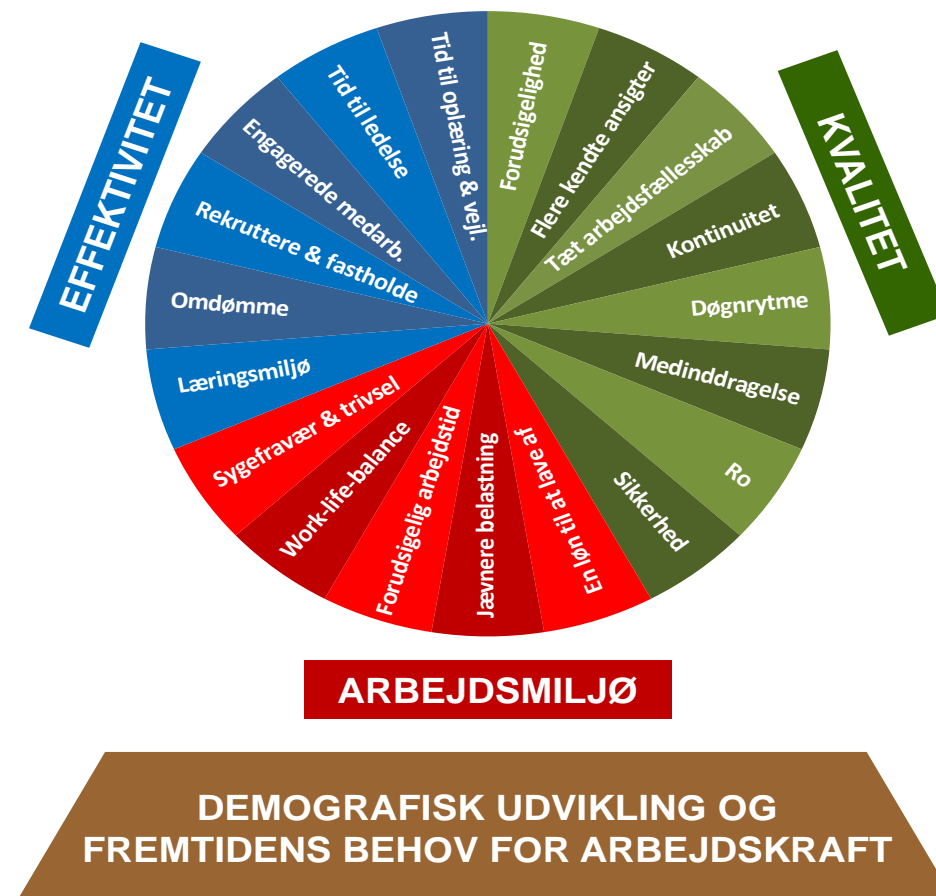 EFFEKTIVITET
KVALITET
Forudsigelighed
Flere kendte ansigter
Tæt arbejdsfællesskab
Kontinuitet
Døgnrytme
Medinddragelse
Ro
Sikkerhed
En løn til at lave af
Jævnere belastning
Forudsigelig arbejdstid
Work-life-balance
Sygefravær & trivsel
Læringsmiljø
Omdømme
Rekruttere & fastholde
Engagerede medarb.
Tid til ledelse
Tid til oplæring & vejl.
ARBEJDSMILJØ
DEMOGRAFISK UDVIKLING OG
FREMTIDENS BEHOV FOR ARBEJDSKRAFT